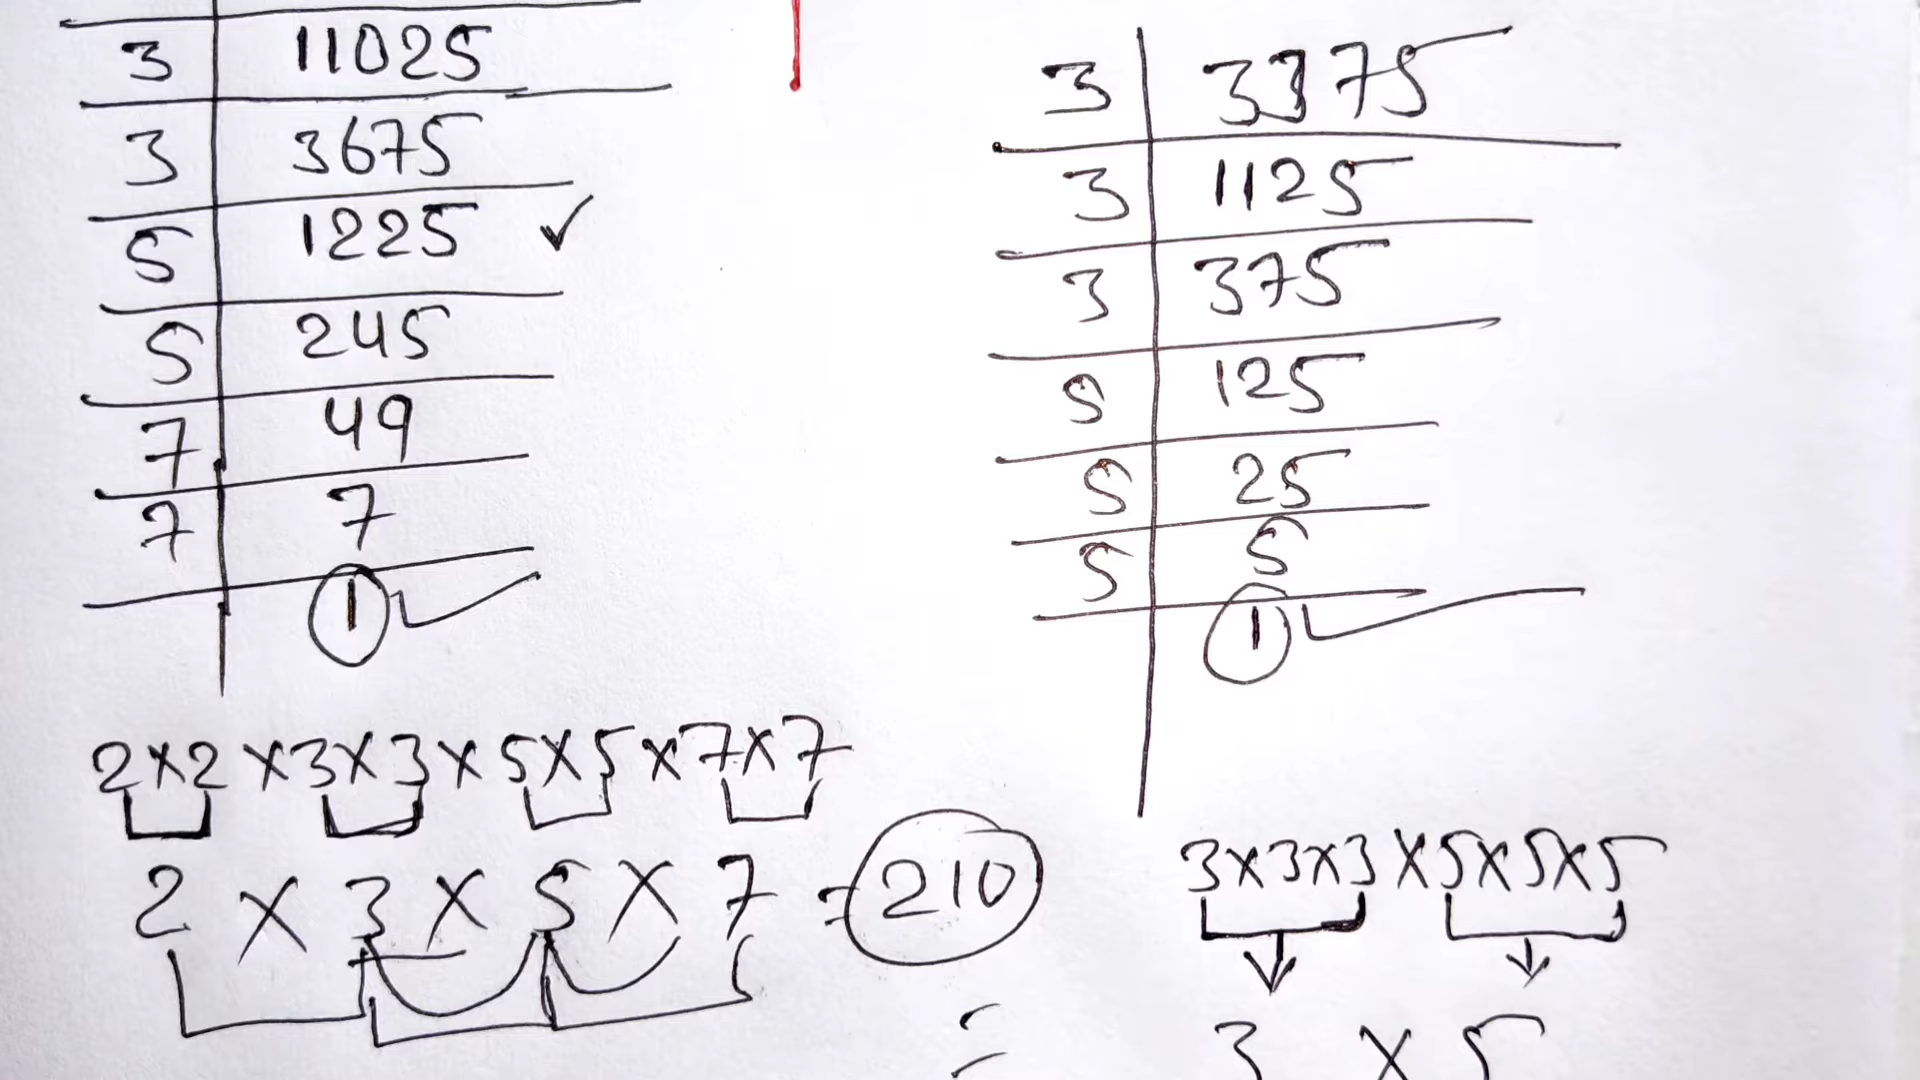 3 | 11025
3 | 3675
5 | 1225 ✓
5 | 245
7 | 49
7 | 7
1
2×2×3×3×5×5×7×7
2 × 3 × 5 × 7 = 210
3 | 3375
3 | 1125
3 | 375
5 | 125
5 | 25
5 | 5
1
3×3×3×5×5×5
= 3 × 5